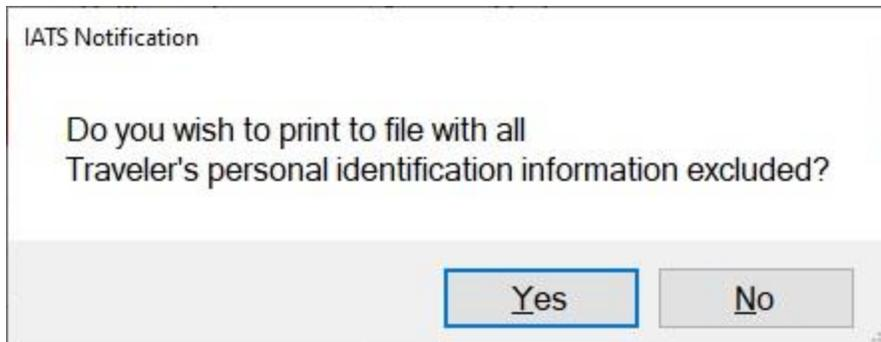 IATS Notification
Do you wish to print to file with all
Traveler's personal identification information excluded?
Yes
No